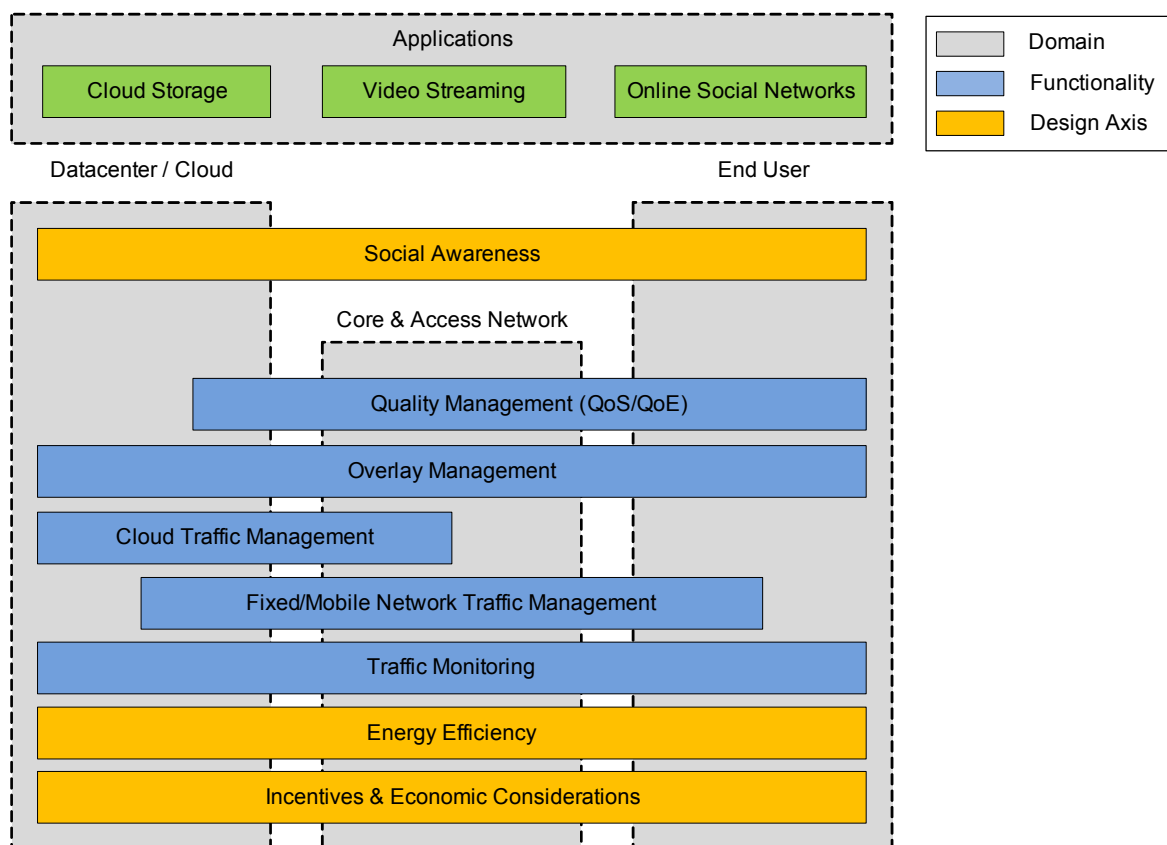 Applications
Cloud Storage
Video Streaming
Online Social Networks
Domain
Functionality
Design Axis
Datacenter / Cloud
End User
Social Awareness
Core & Access Network
Quality Management (QoS/QoE)
Overlay Management
Cloud Traffic Management
Fixed/Mobile Network Traffic Management
Traffic Monitoring
Energy Efficiency
Incentives & Economic Considerations